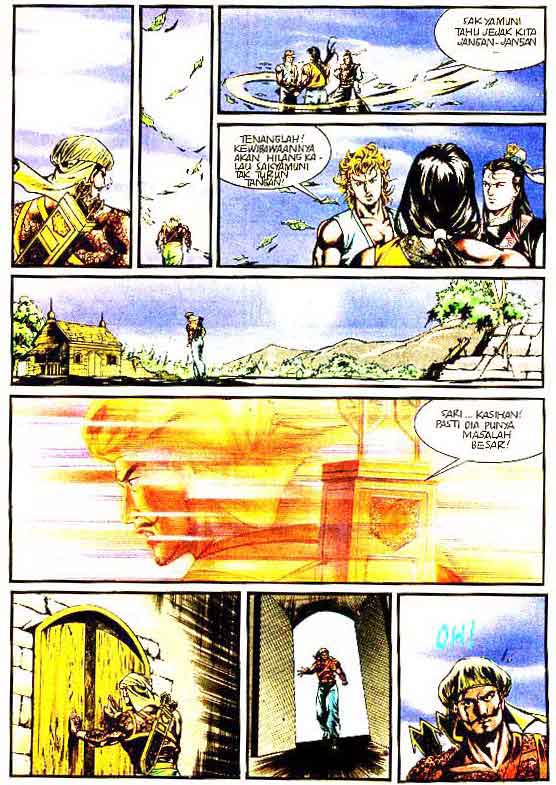 SAKYAMUNI
TAHU JEJAK KITA
JANGAN-JANGAN
...
TENANGLAH!
KEWIBAWAANNYA
AKAN HILANG KA-
LAU SAKYAMUNI
TAK TURUN
TANGAN!
SARI... KASIHAN!
PASTI DIA PUNYA
MASALAH
BESAR!
OH!